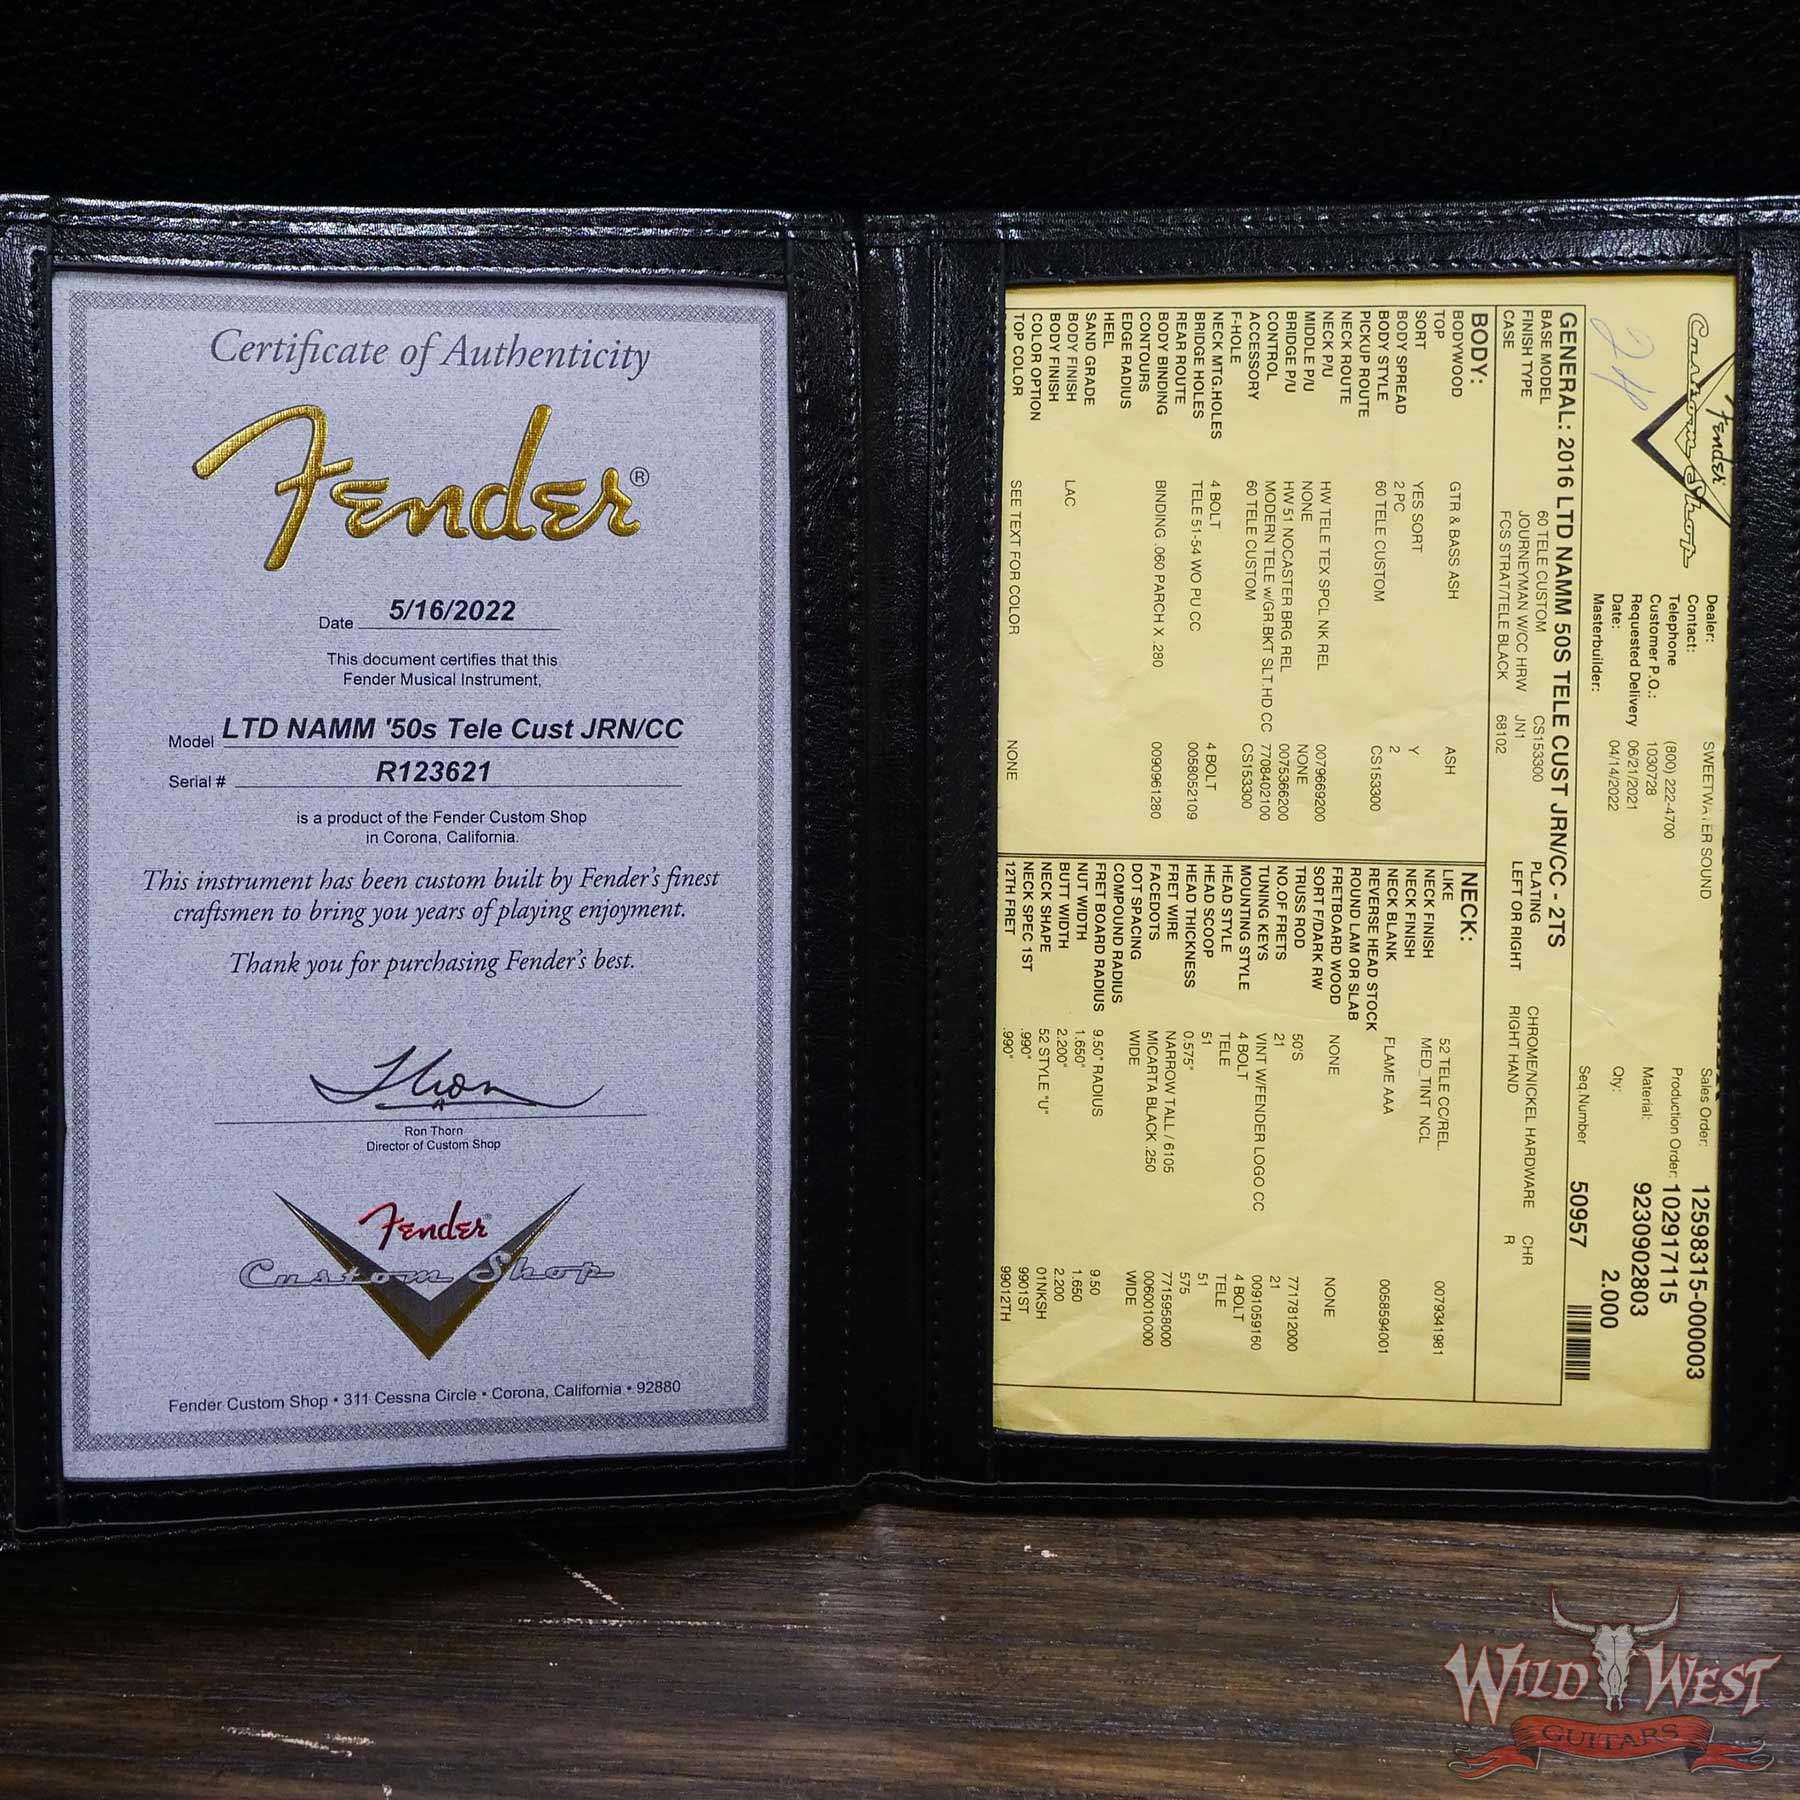 Certificate of Authenticity
Fender®
Date 5/16/2022
This document certifies that this
Fender Musical Instrument,
Model LTD NAMM '50s Tele Cust JRN/CC
Serial # R123621
is a product of the Fender Custom Shop
in Corona, California.
This instrument has been custom built by Fender's finest
craftsmen to bring you years of playing enjoyment.
Thank you for purchasing Fender's best.
Ron Thorn
Director of Custom Shop
Fender®
Custom Shop
Fender Custom Shop • 311 Cessna Circle • Corona, California • 92880
Fender
Custom Shop
Dealer: SWEETWATER SOUND
Contact:
Telephone (800) 222-4700
Customer P.O.: 1030728
Requested Delivery 06/21/2021
Date: 04/14/2022
Masterbuilder:
Sales Order: 12598315-000003
Production Order: 102917115
Material: 9230902803
Qty: 2.000
GENERAL: 2016 LTD NAMM 50S TELE CUST JRN/CC - 2TS Seq.Number 50957
BASE MODEL 60 TELE CUSTOM CS153300 PLATING CHROME/NICKEL HARDWARE CHR
FINISH TYPE JOURNEYMAN W/CC HRW JN1 LEFT OR RIGHT RIGHT HAND R
CASE FCS STRAT/TELE BLACK 68102
BODY:
BODYWOOD GTR & BASS ASH ASH
TOP
SORT YES SORT Y
BODY SPREAD 2 PC 2
BODY STYLE 60 TELE CUSTOM CS153300
PICKUP ROUTE
NECK ROUTE
NECK P/U HW TELE TEX SPCL NK REL 0079669200
MIDDLE P/U NONE NONE
BRIDGE P/U HW 51 NOCASTER BRG REL 0075366200
CONTROL MODERN TELE w/GR.BKT SLT.HD CC 7708402100
ACCESSORY 60 TELE CUSTOM CS153300
F-HOLE
NECK MTG.HOLES 4 BOLT 4 BOLT
BRIDGE HOLES TELE 51-54 WO PU CC 0058052109
REAR ROUTE
BODY BINDING BINDING .060 PARCH X .280 0090961280
CONTOURS
EDGE RADIUS
HEEL
SAND GRADE
BODY FINISH LAC
BODY FINISH
COLOR OPTION
TOP COLOR SEE TEXT FOR COLOR NONE
NECK:
LIKE 52 TELE CC/REL 0079341981
NECK FINISH MED_TINT NCL
NECK FINISH
NECK BLANK FLAME AAA 0058594001
REVERSE HEAD STOCK
ROUND LAM OR SLAB
FRETBOARD WOOD NONE NONE
SORT F/DARK RW
TRUSS ROD 50'S 7717812000
NO.OF FRETS 21 21
TUNING KEYS VINT W/FENDER LOGO CC 0091059160
MOUNTING STYLE 4 BOLT 4 BOLT
HEAD STYLE TELE TELE
HEAD SCOOP 51 51
HEAD THICKNESS 0.575" 575
FRET WIRE NARROW TALL / 6105 7715958000
FACEDOTS MICARTA BLACK .250 0060010000
DOT SPACING WIDE WIDE
COMPOUND RADIUS
FRET BOARD RADIUS 9.50" RADIUS 9.50
NUT WIDTH 1.650" 1.650
BUTT WIDTH 2.200" 2.200
NECK SHAPE 52 STYLE "U" 01NKSH
NECK SPEC 1ST .990" 9901ST
12TH FRET .990" 99012TH
WILD WEST
GUITARS